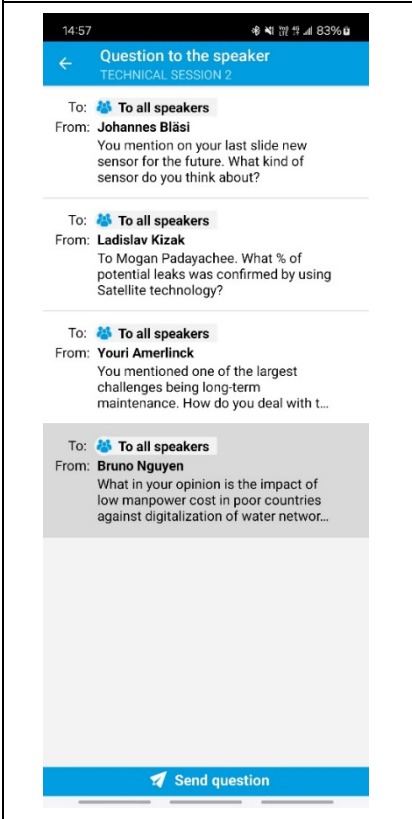 14:57 83%
Question to the speaker
TECHNICAL SESSION 2
To: To all speakers
From: Johannes Bläsi
You mention on your last slide new
sensor for the future. What kind of
sensor do you think about?
To: To all speakers
From: Ladislav Kizak
To Mogan Padayachee. What % of
potential leaks was confirmed by using
Satellite technology?
To: To all speakers
From: Youri Amerlinck
You mentioned one of the largest
challenges being long-term
maintenance. How do you deal with t...
To: To all speakers
From: Bruno Nguyen
What in your opinion is the impact of
low manpower cost in poor countries
against digitalization of water networ...
Send question